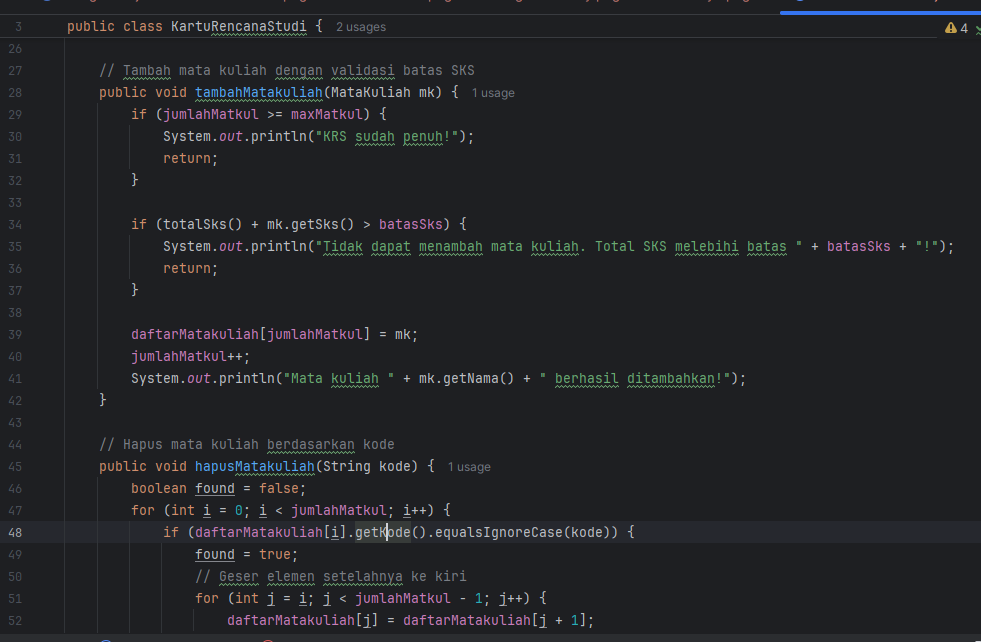 3 public class KartuRencanaStudi { 2 usages
4
26
27 // Tambah mata kuliah dengan validasi batas SKS
28 public void tambahMatakuliah(MataKuliah mk) { 1 usage
29 if (jumlahMatkul >= maxMatkul) {
30 System.out.println("KRS sudah penuh!");
31 return;
32 }
33
34 if (totalSks() + mk.getSks() > batasSks) {
35 System.out.println("Tidak dapat menambah mata kuliah. Total SKS melebihi batas " + batasSks + "!");
36 return;
37 }
38
39 daftarMatakuliah[jumlahMatkul] = mk;
40 jumlahMatkul++;
41 System.out.println("Mata kuliah " + mk.getNama() + " berhasil ditambahkan!");
42 }
43
44 // Hapus mata kuliah berdasarkan kode
45 public void hapusMatakuliah(String kode) { 1 usage
46 boolean found = false;
47 for (int i = 0; i < jumlahMatkul; i++) {
48 if (daftarMatakuliah[i].getKode().equalsIgnoreCase(kode)) {
49 found = true;
50 // Geser elemen setelahnya ke kiri
51 for (int j = i; j < jumlahMatkul - 1; j++) {
52 daftarMatakuliah[j] = daftarMatakuliah[j + 1];